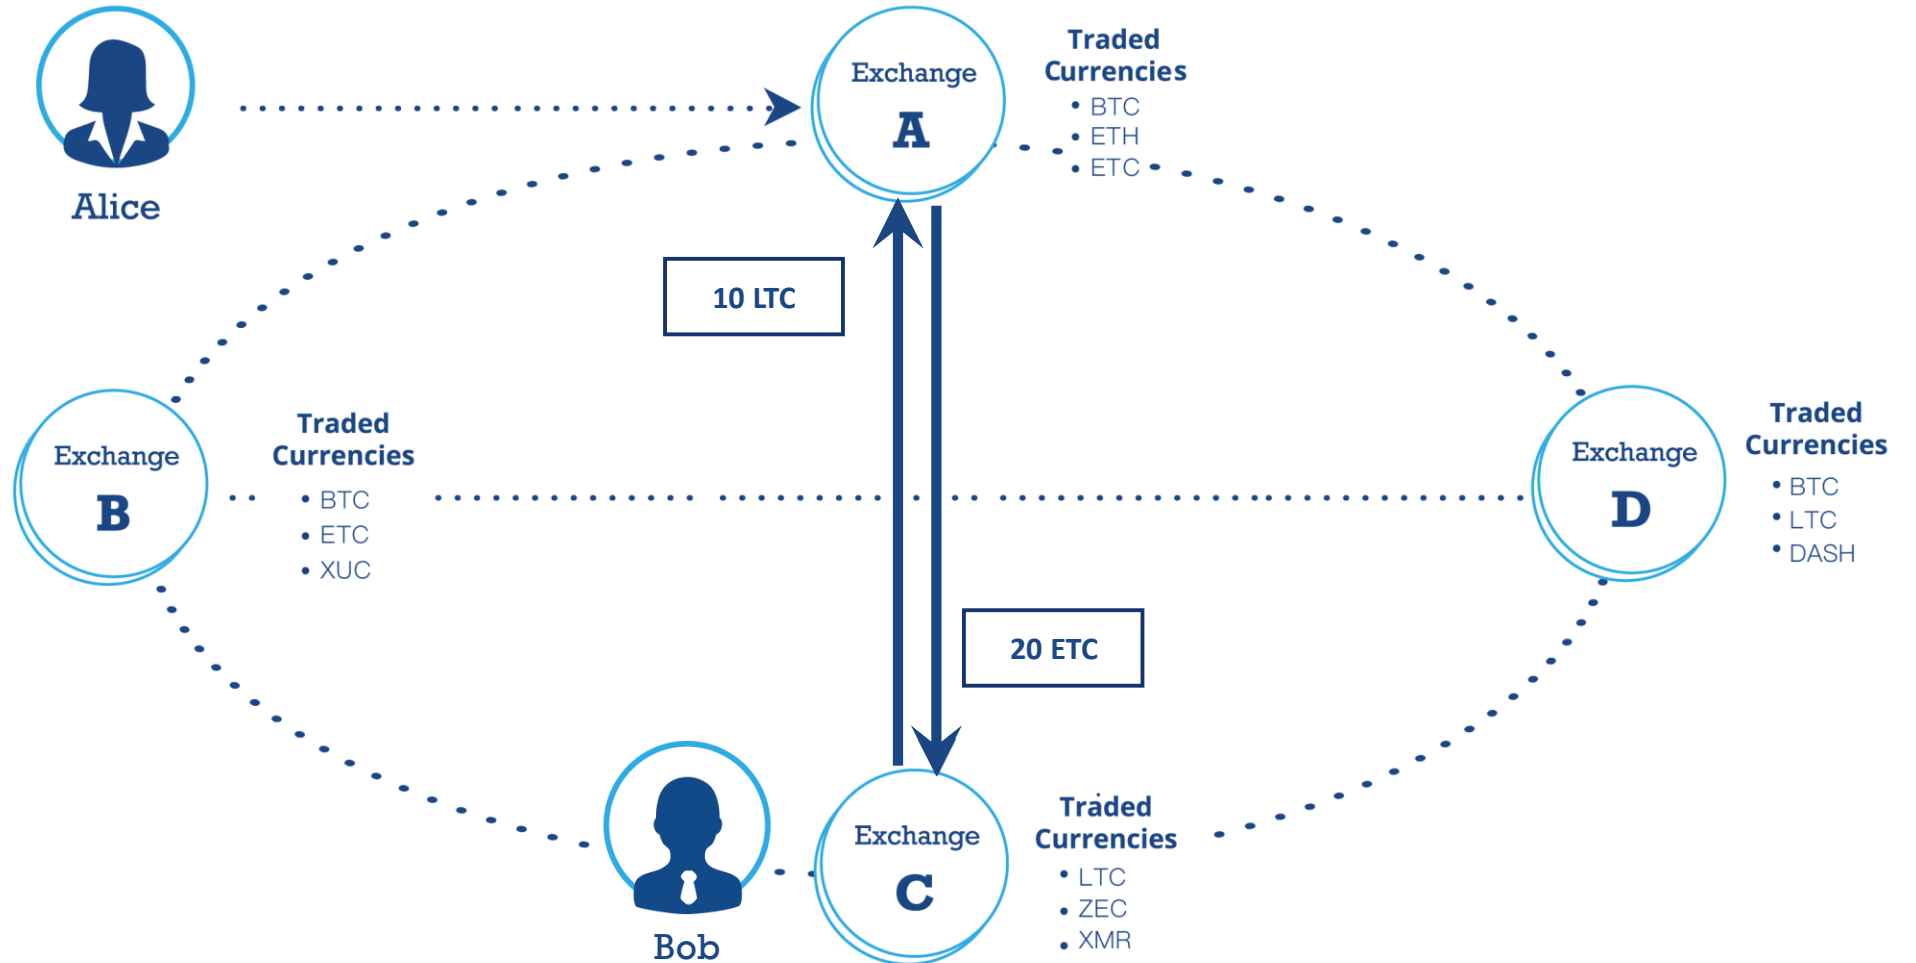 Alice
Exchange
A
Traded
Currencies
• BTC
• ETH
• ETC
10 LTC
Exchange
B
Traded
Currencies
• BTC
• ETC
• XUC
Exchange
D
Traded
Currencies
• BTC
• LTC
• DASH
20 ETC
Bob
Exchange
C
Traded
Currencies
• LTC
• ZEC
• XMR